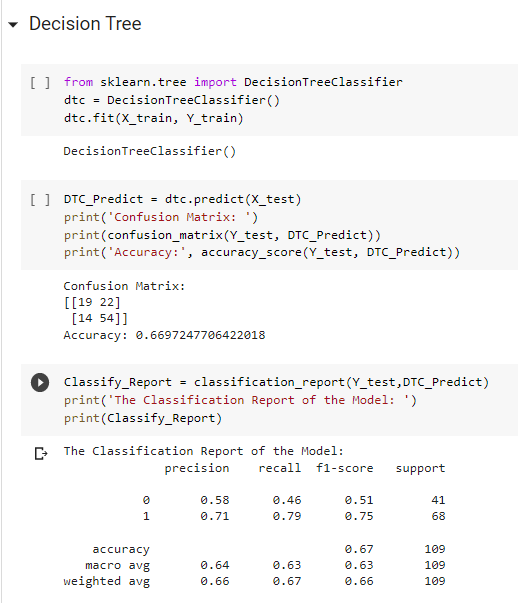 Decision Tree
[ ] from sklearn.tree import DecisionTreeClassifier
dtc = DecisionTreeClassifier()
dtc.fit(X_train, Y_train)
DecisionTreeClassifier()
[ ] DTC_Predict = dtc.predict(X_test)
print('Confusion Matrix: ')
print(confusion_matrix(Y_test, DTC_Predict))
print('Accuracy:', accuracy_score(Y_test, DTC_Predict))
Confusion Matrix:
[[19 22]
 [14 54]]
Accuracy: 0.6697247706422018
Classify_Report = classification_report(Y_test,DTC_Predict)
print('The Classification Report of the Model: ')
print(Classify_Report)
The Classification Report of the Model:
precision recall f1-score support
0 0.58 0.46 0.51 41
1 0.71 0.79 0.75 68
accuracy 0.67 109
macro avg 0.64 0.63 0.63 109
weighted avg 0.66 0.67 0.66 109